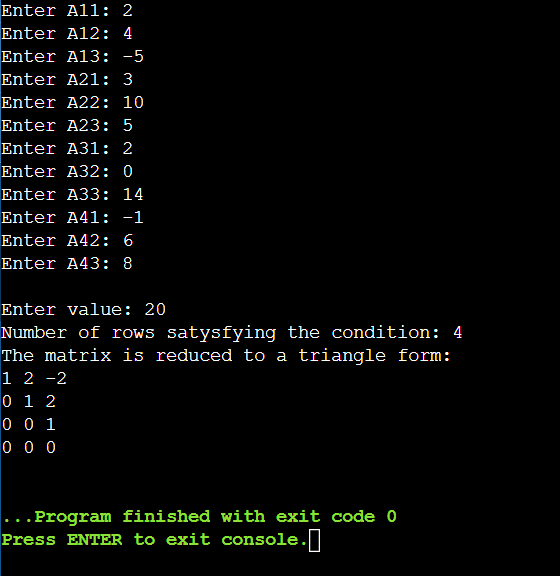 Enter A11: 2
Enter A12: 4
Enter A13: -5
Enter A21: 3
Enter A22: 10
Enter A23: 5
Enter A31: 2
Enter A32: 0
Enter A33: 14
Enter A41: -1
Enter A42: 6
Enter A43: 8
Enter value: 20
Number of rows satysfying the condition: 4
The matrix is reduced to a triangle form:
1 2 -2
0 1 2
0 0 1
0 0 0
...Program finished with exit code 0
Press ENTER to exit console.